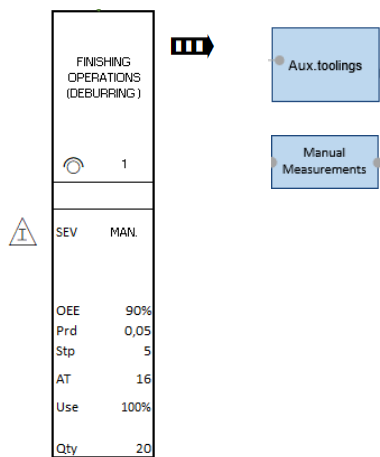 FINISHING
OPERATIONS
(DEBURRING )
1
I
SEV MAN.
OEE 90%
Prd 0,05
Stp 5
AT 16
Use 100%
Qty 20
Aux.toolings
Manual
Measurements